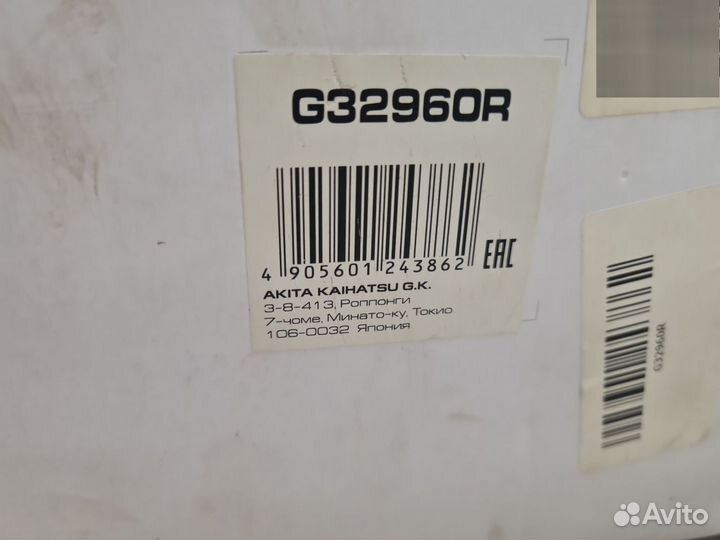 G32960R
4 905601 243862
EAC
AKITA KAIHATSU G.K.
3-8-413, Роппонги
7-чоме, Минато-ку, Токио
106-0032 Япония
G32960R
Avito